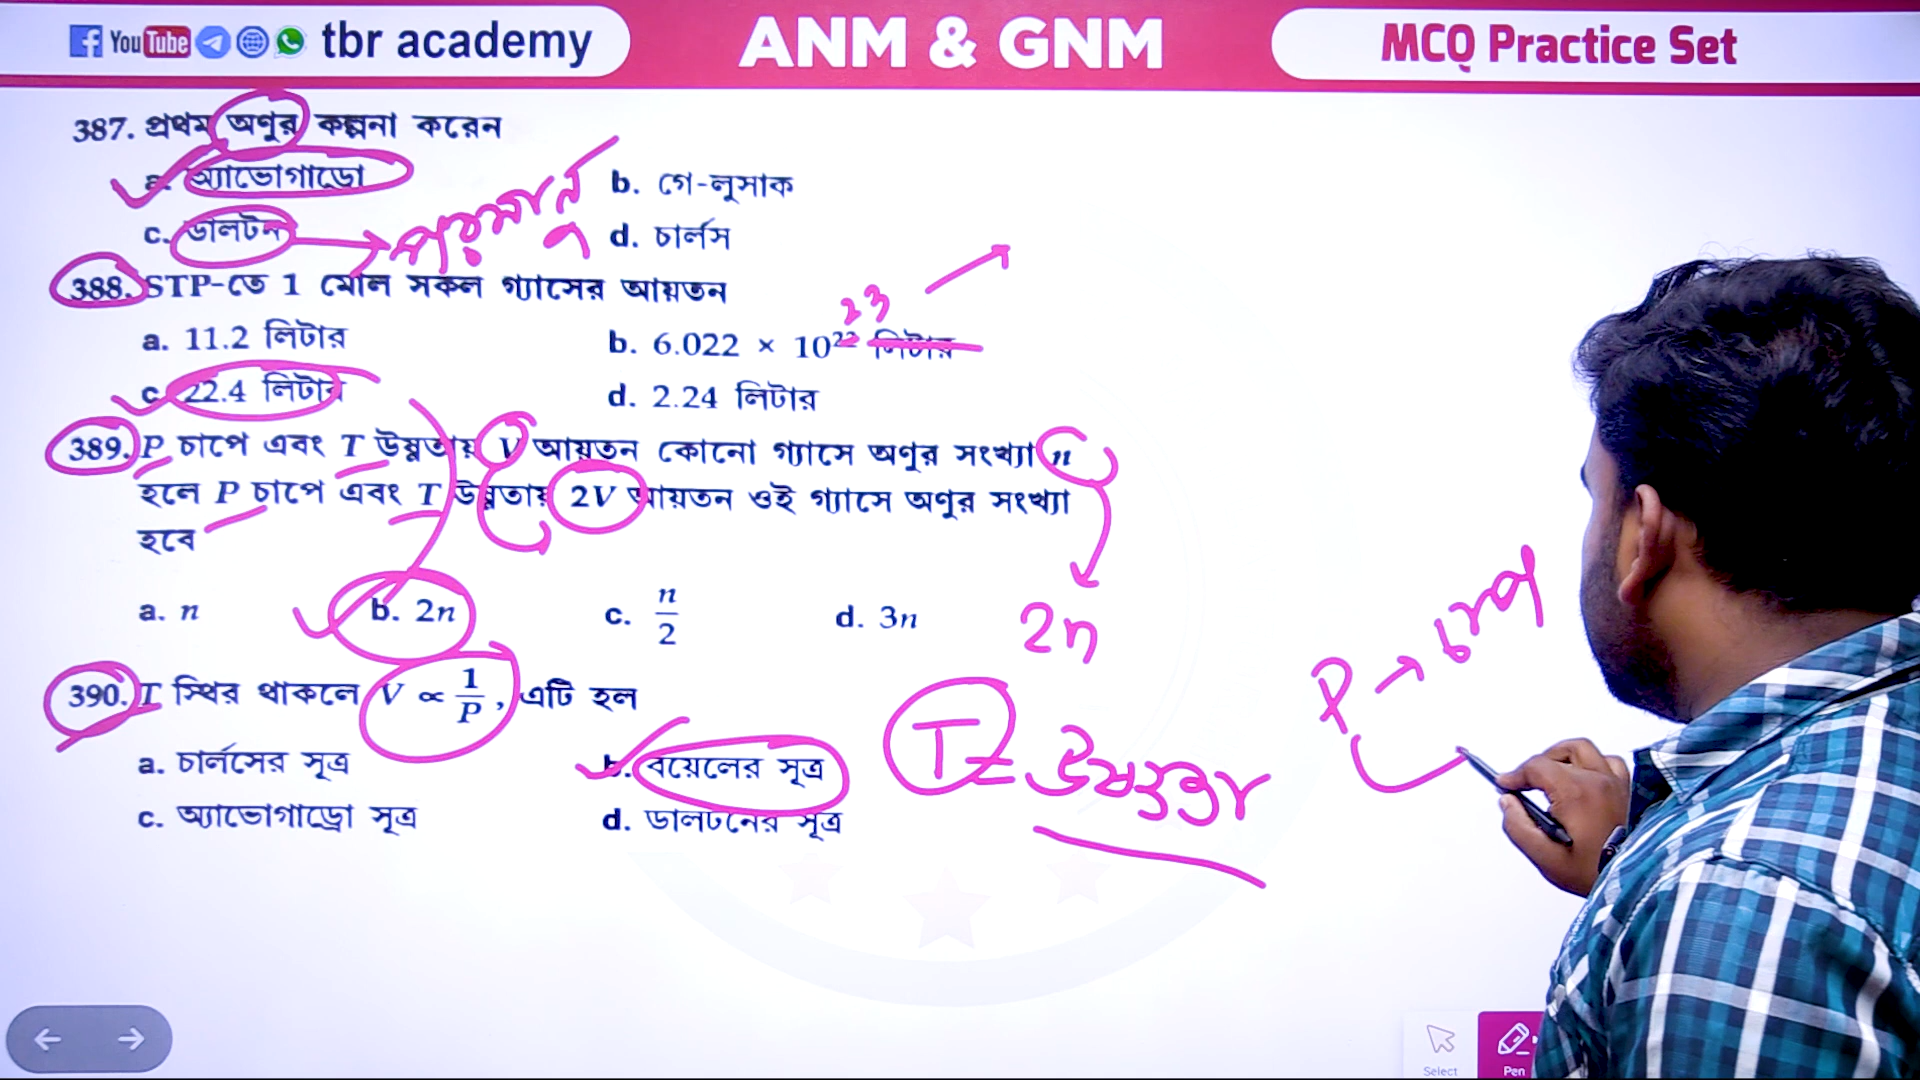 YouTube tbr academy
ANM & GNM
MCQ Practice Set
387. প্রথম অণুর কল্পনা করেন
a. অ্যাভোগাড্রো b. গে-লুসাক
c. ডালটন d. চার্লস
পরমাণু
388. STP-তে 1 মোল সকল গ্যাসের আয়তন
a. 11.2 লিটার b. 6.022 × 10²² লিটার
23
c. 22.4 লিটার d. 2.24 লিটার
389. P চাপে এবং T উষ্ণতায় V আয়তন কোনো গ্যাসে অণুর সংখ্যা n
হলে P চাপে এবং T উষ্ণতায় 2V আয়তন ওই গ্যাসে অণুর সংখ্যা
হবে
a. n b. 2n c. n/2 d. 3n
2n
390. T স্থির থাকলে V ∝ 1/P, এটি হল
a. চার্লসের সূত্র b. বয়েলের সূত্র
c. অ্যাভোগাড্রো সূত্র d. ডালটনের সূত্র
T = উষ্ণতা
P → চাপ
Select Pen